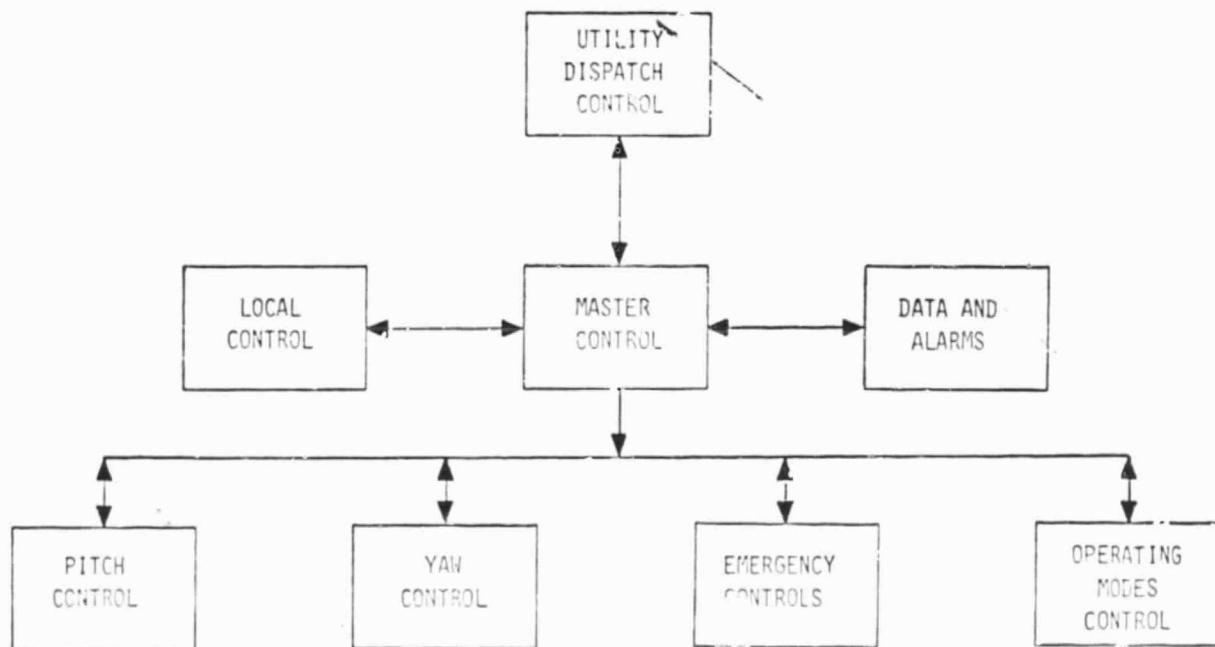 UTILITY
DISPATCH
CONTROL
LOCAL
CONTROL
MASTER
CONTROL
DATA AND
ALARMS
PITCH
CONTROL
YAW
CONTROL
EMERGENCY
CONTROLS
OPERATING
MODES
CONTROL